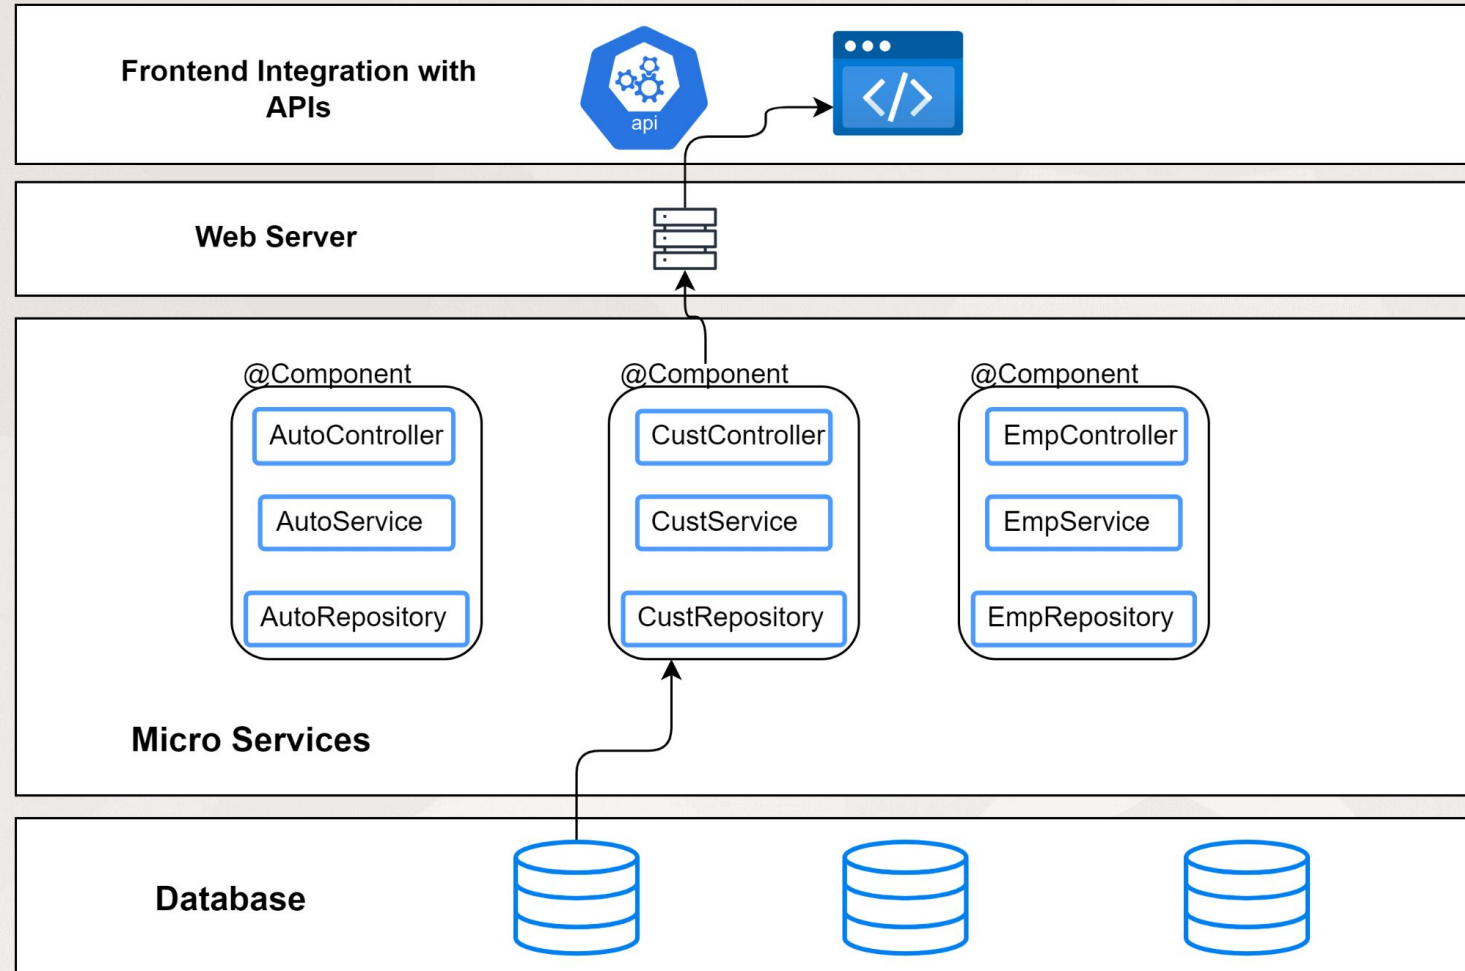 Frontend Integration with
APIs
api
</>
Web Server
@Component
@Component
@Component
AutoController
CustController
EmpController
AutoService
CustService
EmpService
AutoRepository
CustRepository
EmpRepository
Micro Services
Database